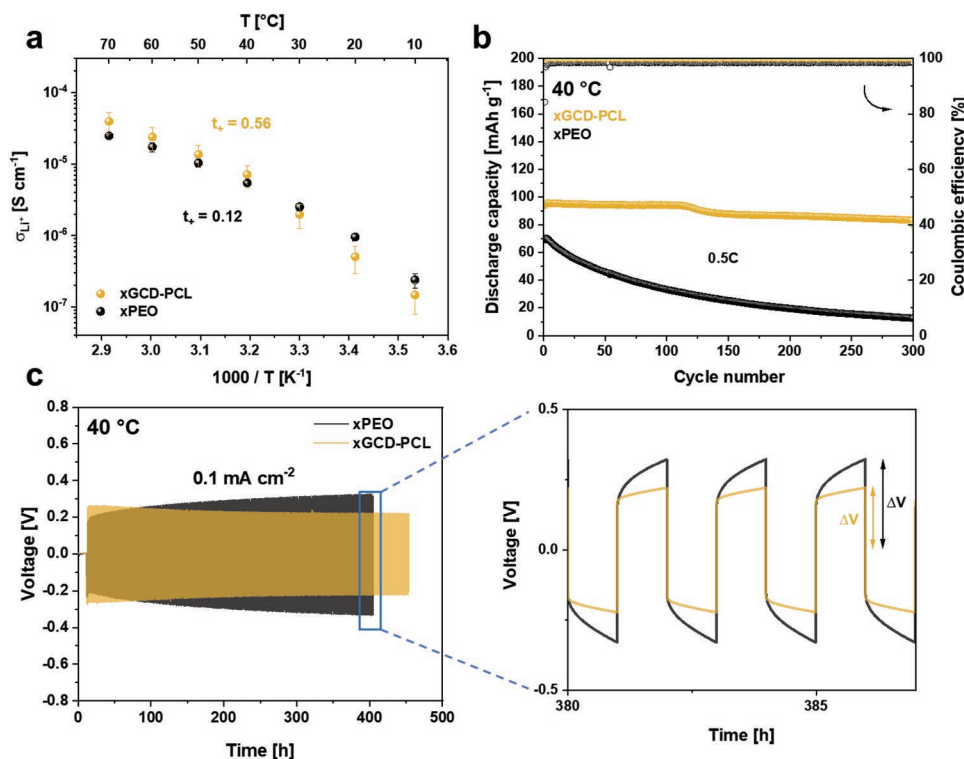 a
T [°C]
70 60 50 40 30 20 10
10⁻⁴
10⁻⁵
10⁻⁶
10⁻⁷
σLi⁺ [S cm⁻¹]
t₊ = 0.56
t₊ = 0.12
xGCD-PCL
xPEO
2.9 3.0 3.1 3.2 3.3 3.4 3.5 3.6
1000 / T [K⁻¹]
b
200
180
160
140
120
100
80
60
40
20
0
Discharge capacity [mAh g⁻¹]
40 °C
xGCD-PCL
xPEO
0.5C
100
80
60
40
20
0
Coulombic efficiency [%]
0 50 100 150 200 250 300
Cycle number
c
0.8
0.6
0.4
0.2
0.0
-0.2
-0.4
-0.6
-0.8
Voltage [V]
40 °C
xPEO
xGCD-PCL
0.1 mA cm⁻²
0 100 200 300 400 500
Time [h]
0.5
0.0
-0.5
Voltage [V]
ΔV
ΔV
380 385
Time [h]